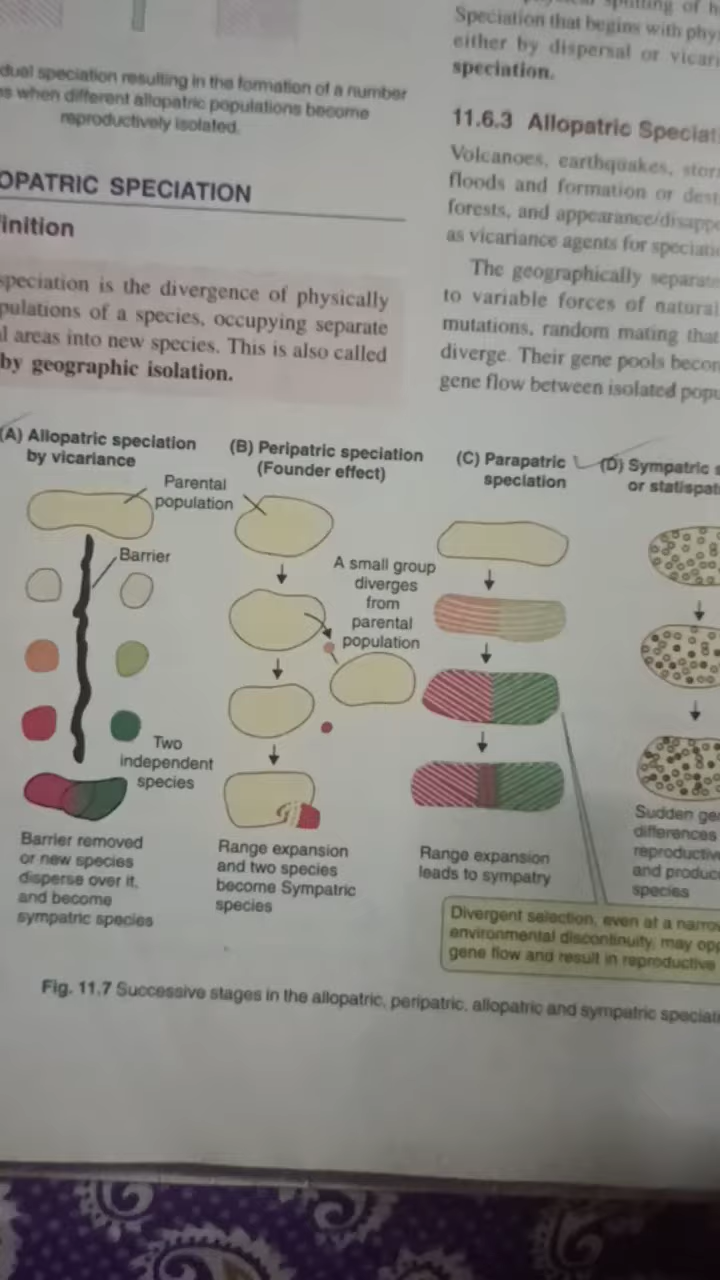 dual speciation resulting in the formation of a number
s when different allopatric populations become
reproductively isolated.
OPATRIC SPECIATION
inition
speciation is the divergence of physically
pulations of a species, occupying separate
l areas into new species. This is also called
by geographic isolation.
Speciation that begins with phy
either by dispersal or vicari
speciation.
11.6.3 Allopatric Speciat
Volcanoes, earthquakes, stor
floods and formation or dest
forests, and appearance/disapp
as vicariance agents for speciati
The geographically separate
to variable forces of natural
mutations, random mating that
diverge. Their gene pools becom
gene flow between isolated popu
(A) Allopatric speciation
by vicariance
Parental
population
Barrier
Two
independent
species
Barrier removed
or new species
disperse over it,
and become
sympatric species
(B) Peripatric speciation
(Founder effect)
A small group
diverges
from
parental
population
Range expansion
and two species
become Sympatric
species
(C) Parapatric
speciation
Range expansion
leads to sympatry
(D) Sympatric s
or statispat
Sudden ge
differences
reproductive
and produc
species
Divergent selection, even at a narrow
environmental discontinuity, may opp
gene flow and result in reproductive
Fig. 11.7 Successive stages in the allopatric, peripatric, allopatric and sympatric speciati